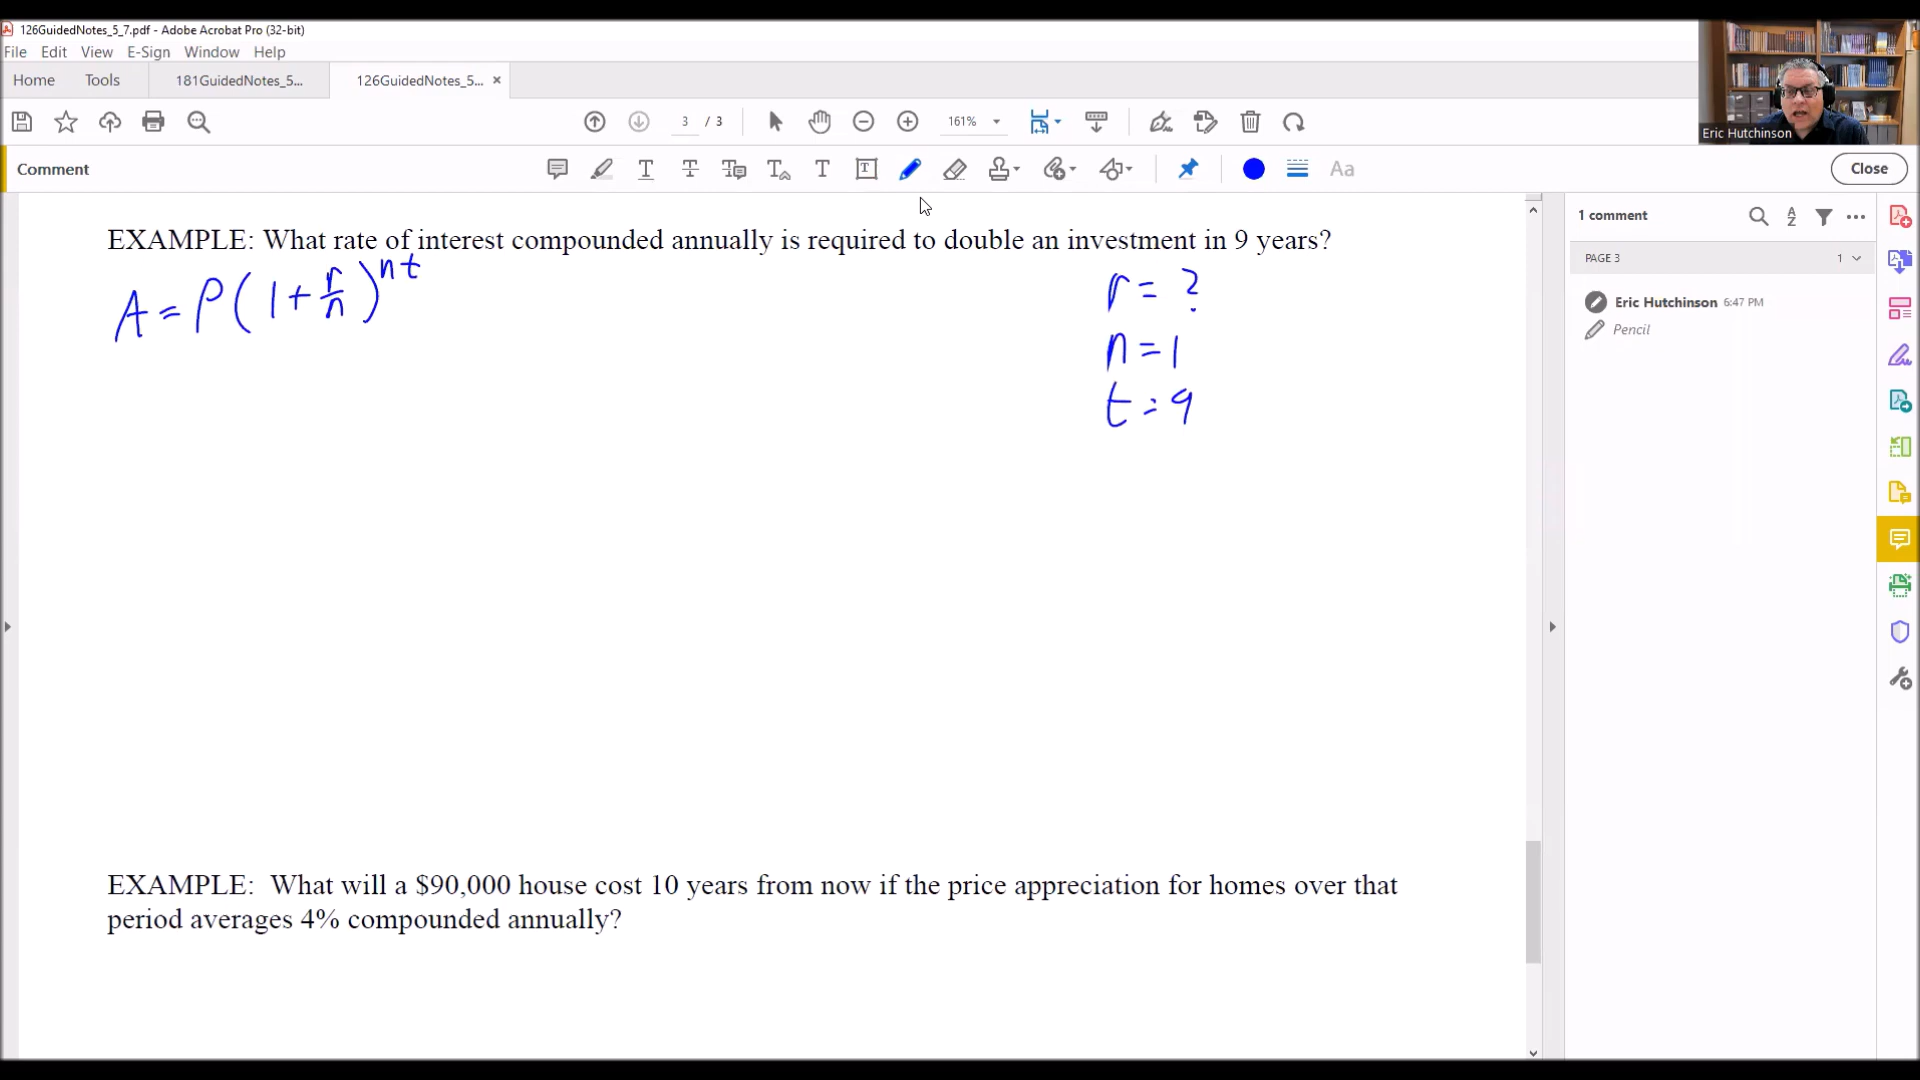 126GuidedNotes_5_7.pdf - Adobe Acrobat Pro (32-bit)
File Edit View E-Sign Window Help
Home Tools 181GuidedNotes_5... 126GuidedNotes_5... ×
3 / 3 161%
Eric Hutchinson
Comment Aa Close
EXAMPLE: What rate of interest compounded annually is required to double an investment in 9 years?
A = P(1 + r/n)^nt
r = ?
n = 1
t = 9
EXAMPLE: What will a $90,000 house cost 10 years from now if the price appreciation for homes over that
period averages 4% compounded annually?
1 comment
PAGE 3 1
Eric Hutchinson 6:47 PM
Pencil